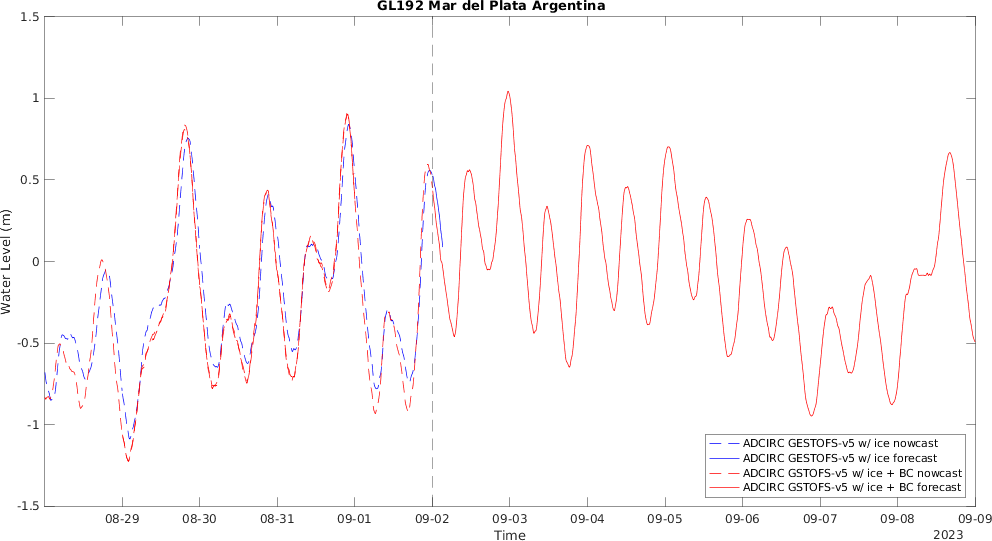 GL192 Mar del Plata Argentina
1.5
1
0.5
0
-0.5
-1
-1.5
Water Level (m)
08-29
08-30
08-31
09-01
09-02
09-03
09-04
09-05
09-06
09-07
09-08
09-09
Time
2023
ADCIRC GESTOFS-v5 w/ ice nowcast
ADCIRC GESTOFS-v5 w/ ice forecast
ADCIRC GSTOFS-v5 w/ ice + BC nowcast
ADCIRC GSTOFS-v5 w/ ice + BC forecast